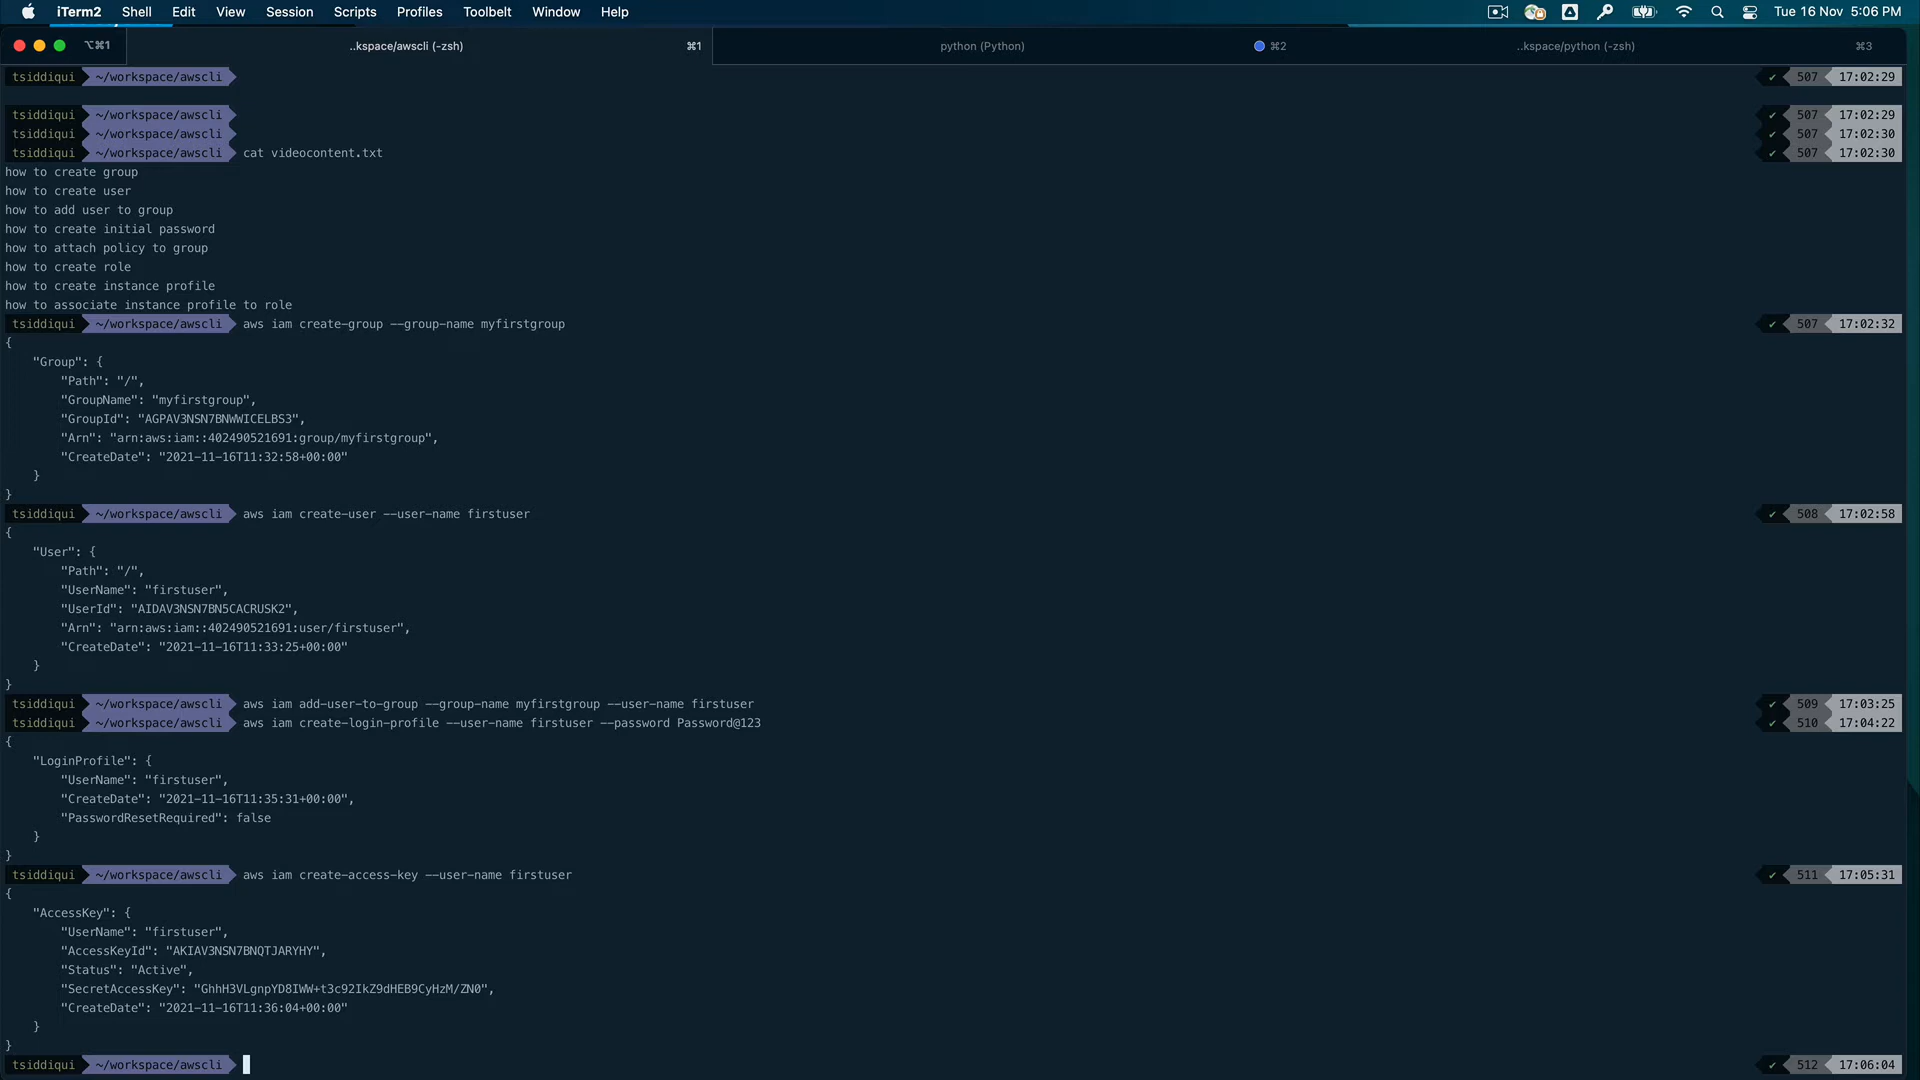 iTerm2 Shell Edit View Session Scripts Profiles Toolbelt Window Help Tue 16 Nov 5:06 PM
⌥⌘1 ..kspace/awscli (-zsh) ⌘1 python (Python) ⌘2 ..kspace/python (-zsh) ⌘3
tsiddiqui ~/workspace/awscli ✔ 507 17:02:29
tsiddiqui ~/workspace/awscli ✔ 507 17:02:29
tsiddiqui ~/workspace/awscli ✔ 507 17:02:30
tsiddiqui ~/workspace/awscli cat videocontent.txt ✔ 507 17:02:30
how to create group
how to create user
how to add user to group
how to create initial password
how to attach policy to group
how to create role
how to create instance profile
how to associate instance profile to role
tsiddiqui ~/workspace/awscli aws iam create-group --group-name myfirstgroup ✔ 507 17:02:32
{
"Group": {
"Path": "/",
"GroupName": "myfirstgroup",
"GroupId": "AGPAV3NSN7BNWWICELBS3",
"Arn": "arn:aws:iam::402490521691:group/myfirstgroup",
"CreateDate": "2021-11-16T11:32:58+00:00"
}
}
tsiddiqui ~/workspace/awscli aws iam create-user --user-name firstuser ✔ 508 17:02:58
{
"User": {
"Path": "/",
"UserName": "firstuser",
"UserId": "AIDAV3NSN7BN5CACRUSK2",
"Arn": "arn:aws:iam::402490521691:user/firstuser",
"CreateDate": "2021-11-16T11:33:25+00:00"
}
}
tsiddiqui ~/workspace/awscli aws iam add-user-to-group --group-name myfirstgroup --user-name firstuser ✔ 509 17:03:25
tsiddiqui ~/workspace/awscli aws iam create-login-profile --user-name firstuser --password Password@123 ✔ 510 17:04:22
{
"LoginProfile": {
"UserName": "firstuser",
"CreateDate": "2021-11-16T11:35:31+00:00",
"PasswordResetRequired": false
}
}
tsiddiqui ~/workspace/awscli aws iam create-access-key --user-name firstuser ✔ 511 17:05:31
{
"AccessKey": {
"UserName": "firstuser",
"AccessKeyId": "AKIAV3NSN7BNQTJARYHY",
"Status": "Active",
"SecretAccessKey": "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",
"CreateDate": "2021-11-16T11:36:04+00:00"
}
}
tsiddiqui ~/workspace/awscli ✔ 512 17:06:04